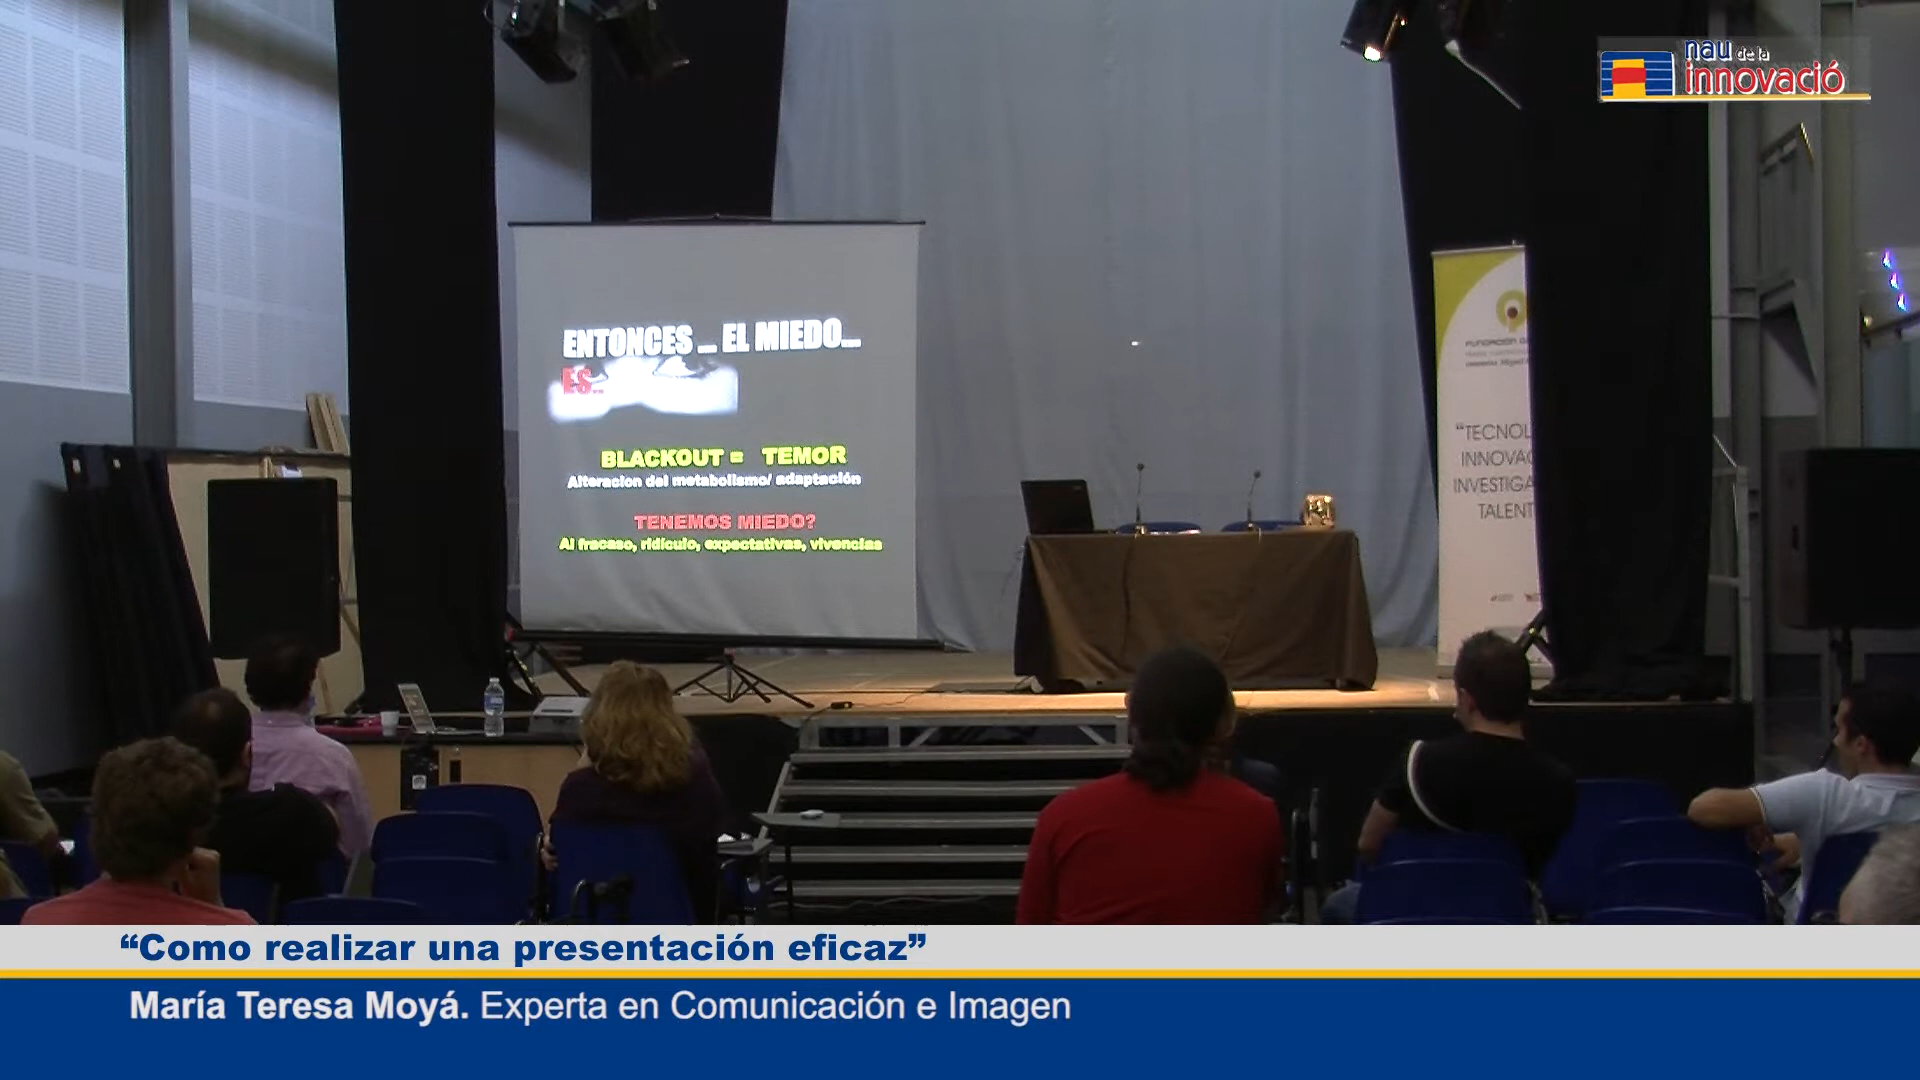 nau de la
innovació
ENTONCES ... EL MIEDO...
ES...
BLACKOUT = TEMOR
Alteracion del metabolismo/ adaptación
TENEMOS MIEDO?
Al fracaso, ridículo, expectativas, vivencias
FUNDACIÓN
“TECNOL
INNOVAC
INVESTIGA
TALENT
“Como realizar una presentación eficaz”
María Teresa Moyá. Experta en Comunicación e Imagen